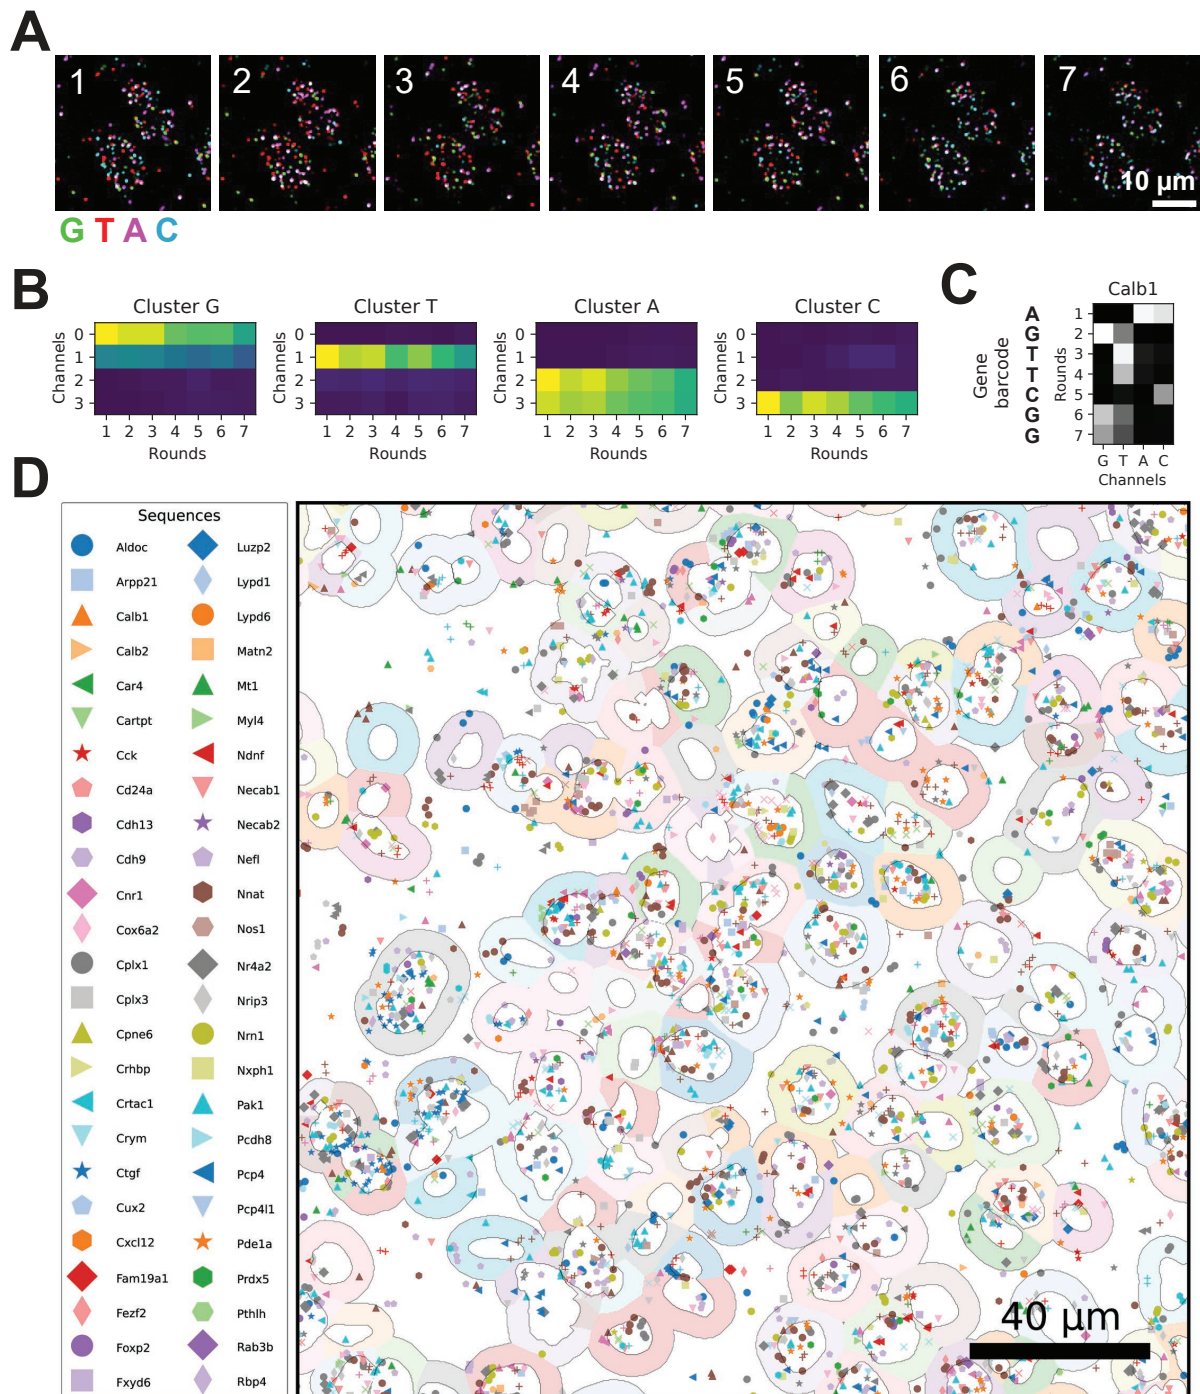 A
1 2 3 4 5 6 7
10 µm
G T A C
B
Cluster G
Cluster T
Cluster A
Cluster C
Channels
0
1
2
3
1 2 3 4 5 6 7
Rounds
Channels
0
1
2
3
1 2 3 4 5 6 7
Rounds
Channels
0
1
2
3
1 2 3 4 5 6 7
Rounds
Channels
0
1
2
3
1 2 3 4 5 6 7
Rounds
C
Calb1
Gene
barcode
A
G
T
T
C
G
G
Rounds
1
2
3
4
5
6
7
G T A C
Channels
D
Sequences
Aldoc Luzp2
Arpp21 Lypd1
Calb1 Lypd6
Calb2 Matn2
Car4 Mt1
Cartpt Myl4
Cck Ndnf
Cd24a Necab1
Cdh13 Necab2
Cdh9 Nefl
Cnr1 Nnat
Cox6a2 Nos1
Cplx1 Nr4a2
Cplx3 Nrip3
Cpne6 Nrn1
Crhbp Nxph1
Crtac1 Pak1
Crym Pcdh8
Ctgf Pcp4
Cux2 Pcp4l1
Cxcl12 Pde1a
Fam19a1 Prdx5
Fezf2 Pthlh
Foxp2 Rab3b
Fxyd6 Rbp4
40 µm